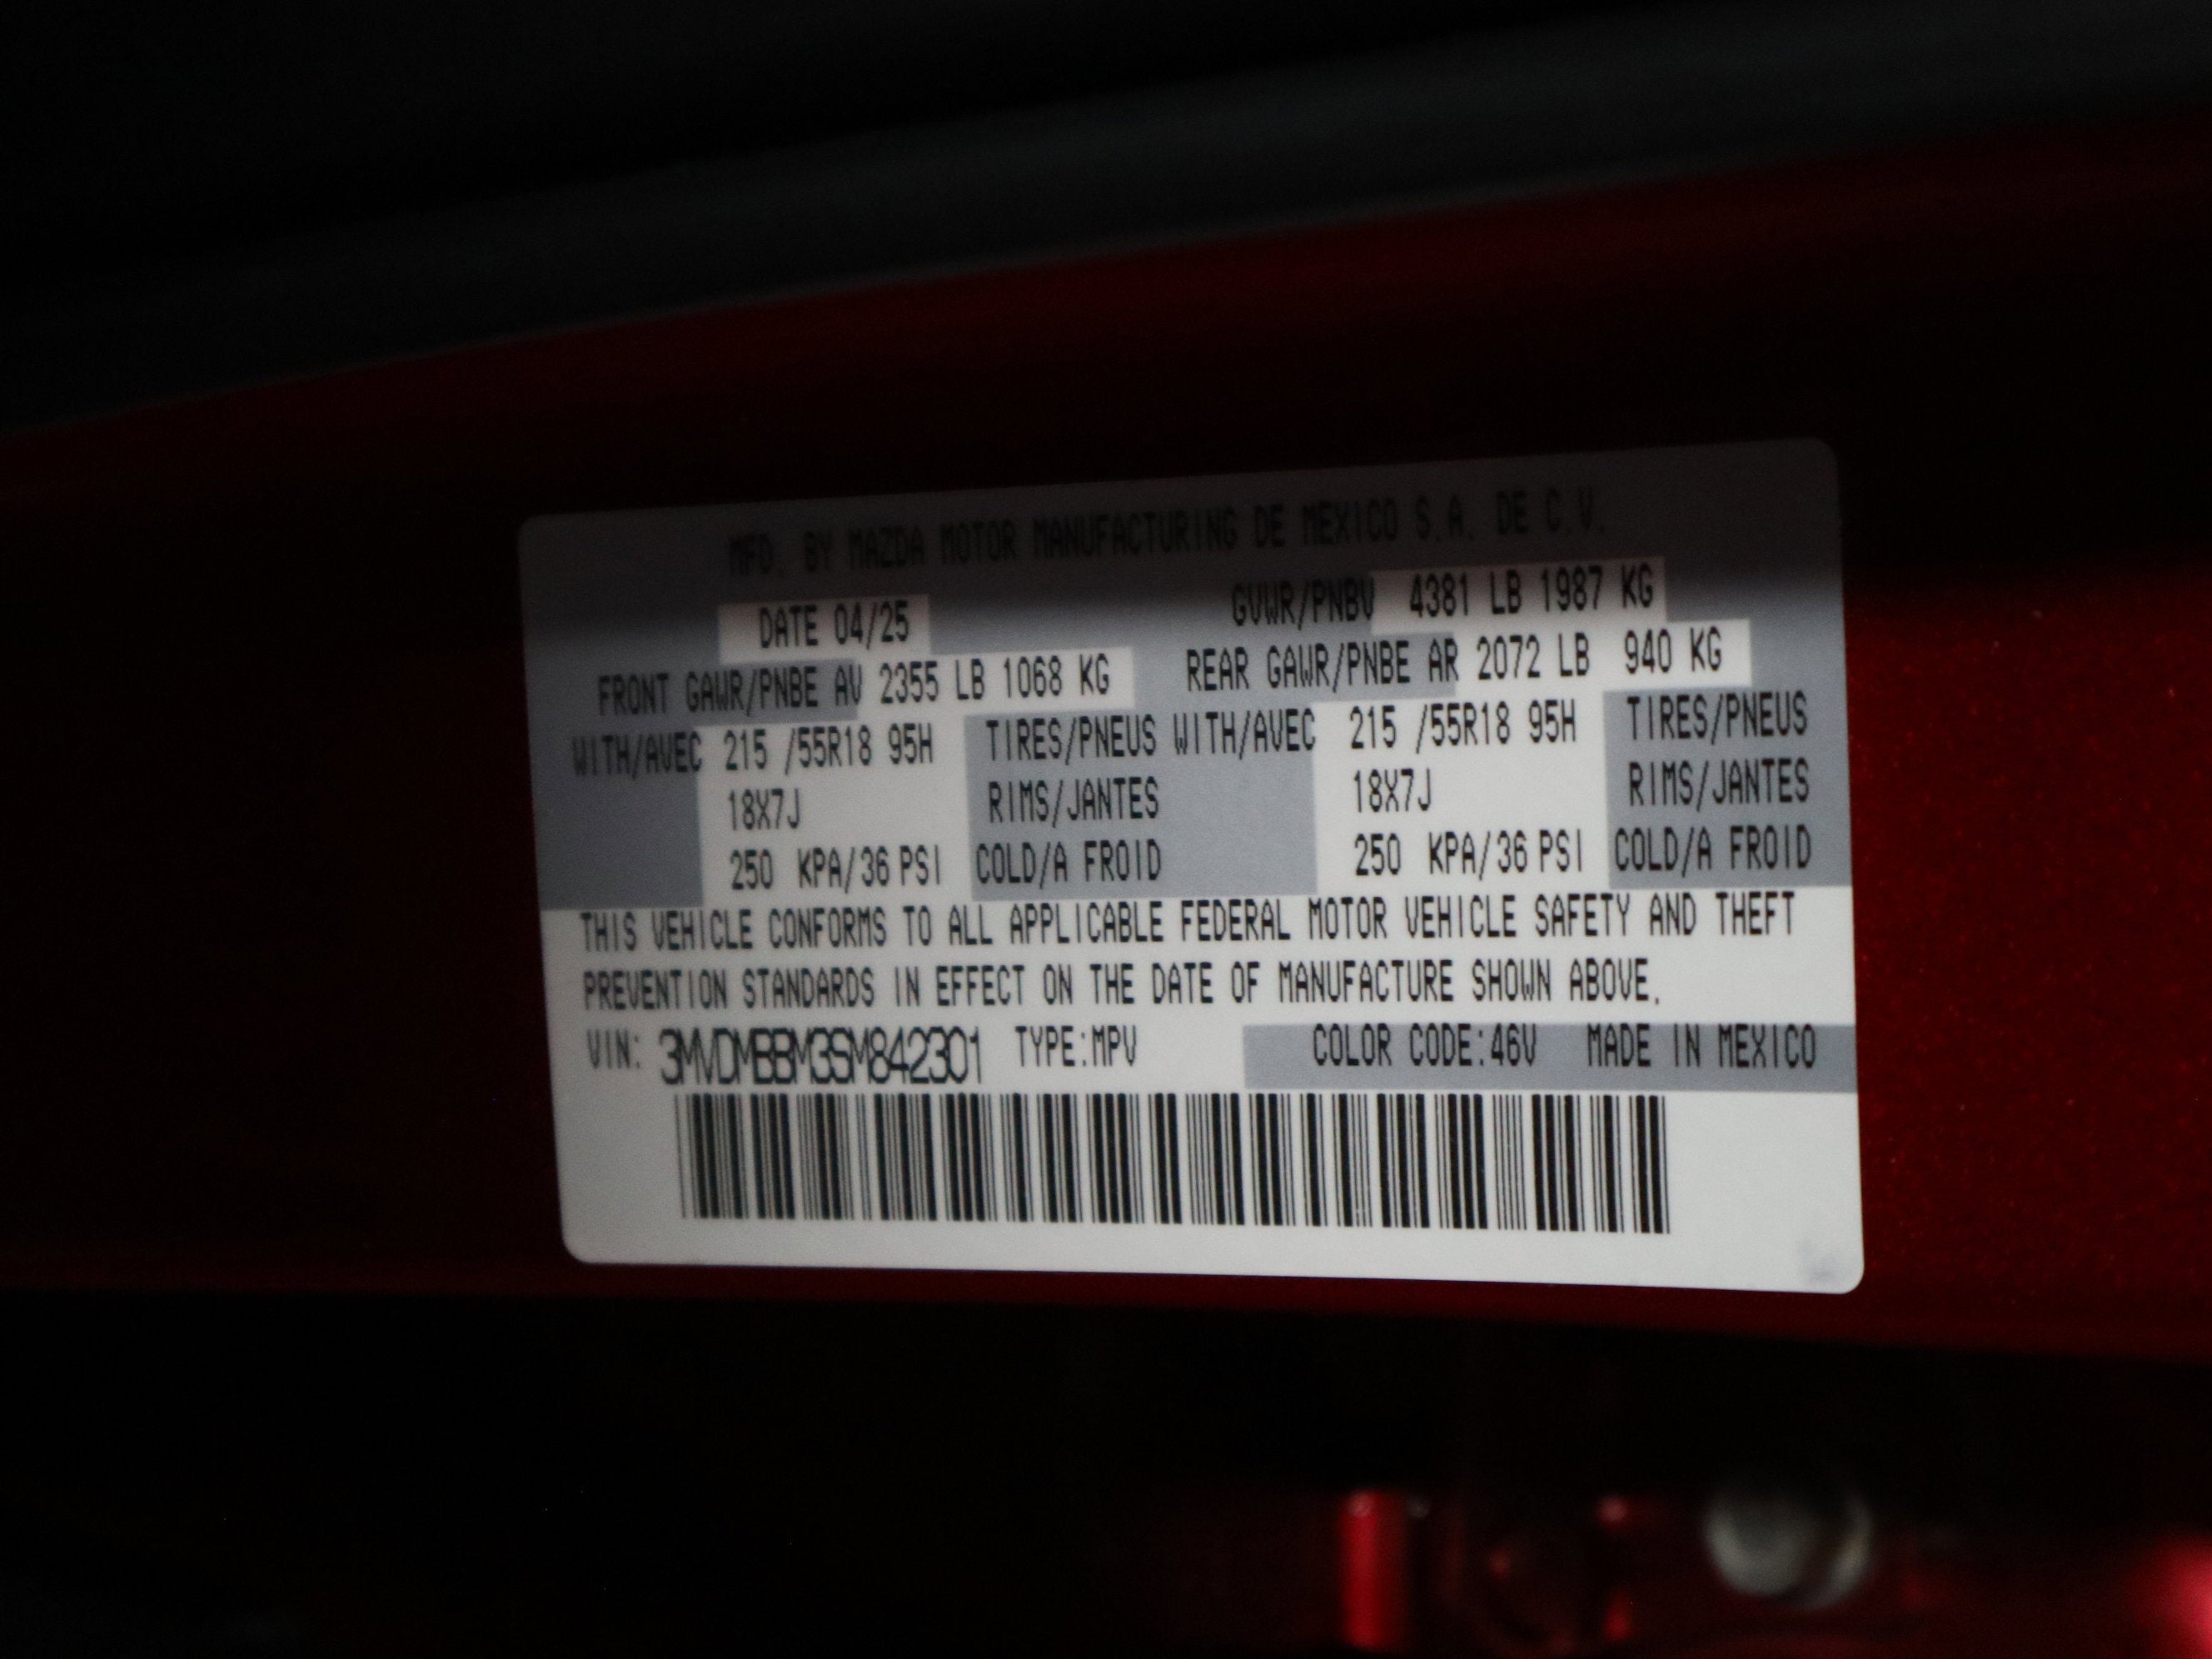 MFD. BY MAZDA MOTOR MANUFACTURING DE MEXICO S.A. DE C.V.
DATE 04/25 GVWR/PNBV 4381 LB 1987 KG
FRONT GAWR/PNBE AV 2355 LB 1068 KG REAR GAWR/PNBE AR 2072 LB 940 KG
WITH/AVEC 215 /55R18 95H TIRES/PNEUS WITH/AVEC 215 /55R18 95H TIRES/PNEUS
18X7J RIMS/JANTES 18X7J RIMS/JANTES
250 KPA/36 PSI COLD/A FROID 250 KPA/36 PSI COLD/A FROID
THIS VEHICLE CONFORMS TO ALL APPLICABLE FEDERAL MOTOR VEHICLE SAFETY AND THEFT
PREVENTION STANDARDS IN EFFECT ON THE DATE OF MANUFACTURE SHOWN ABOVE.
VIN: 3MVDMBBM3SM842301 TYPE:MPV COLOR CODE:46V MADE IN MEXICO